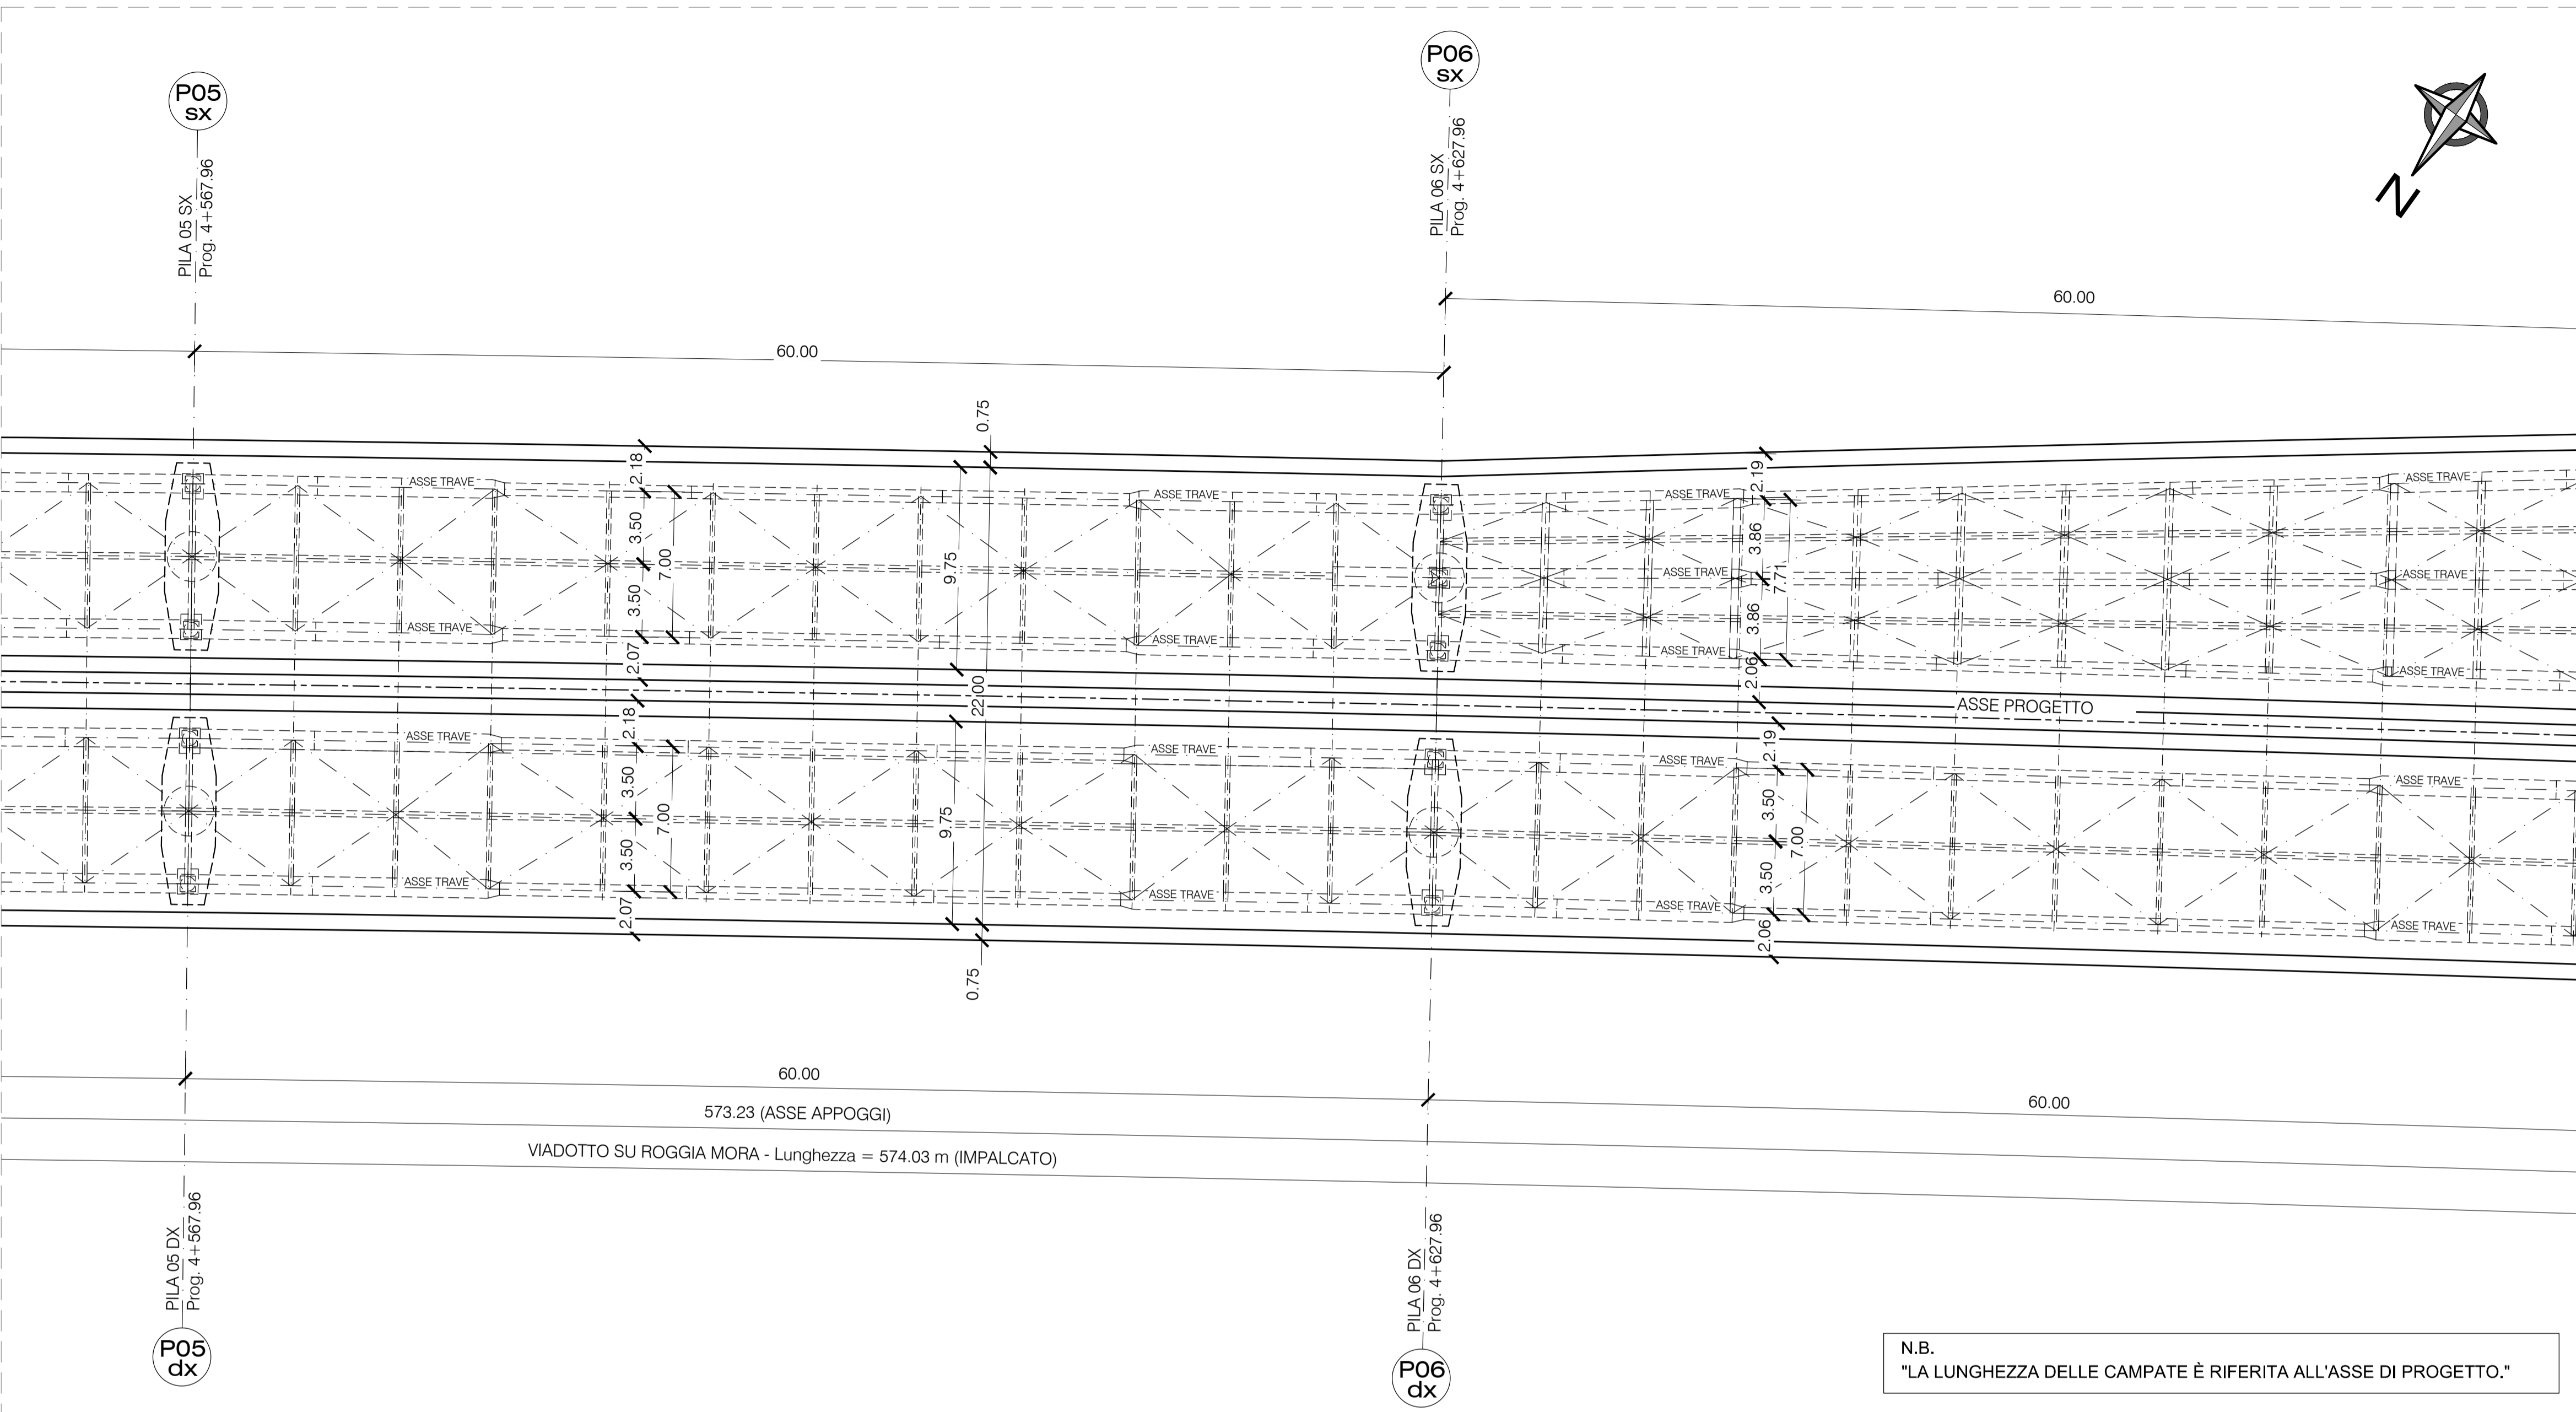 P05
sx
PILA 05 SX
Prog. 4+567.96
P06
sx
PILA 06 SX
Prog. 4+627.96
N
60.00
60.00
0.75
2.18
3.50
7.00
3.50
2.07
9.75
22.00
2.18
3.50
7.00
3.50
2.07
9.75
0.75
2.19
3.86
7.71
3.86
2.06
2.19
3.50
7.00
3.50
2.06
ASSE TRAVE
ASSE TRAVE
ASSE TRAVE
ASSE TRAVE
ASSE TRAVE
ASSE TRAVE
ASSE TRAVE
ASSE TRAVE
ASSE TRAVE
ASSE TRAVE
ASSE PROGETTO
ASSE TRAVE
ASSE TRAVE
ASSE TRAVE
ASSE TRAVE
ASSE TRAVE
ASSE TRAVE
ASSE TRAVE
ASSE TRAVE
60.00
60.00
573.23 (ASSE APPOGGI)
VIADOTTO SU ROGGIA MORA - Lunghezza = 574.03 m (IMPALCATO)
PILA 05 DX
Prog. 4+567.96
P05
dx
PILA 06 DX
Prog. 4+627.96
P06
dx
N.B.
"LA LUNGHEZZA DELLE CAMPATE È RIFERITA ALL'ASSE DI PROGETTO."